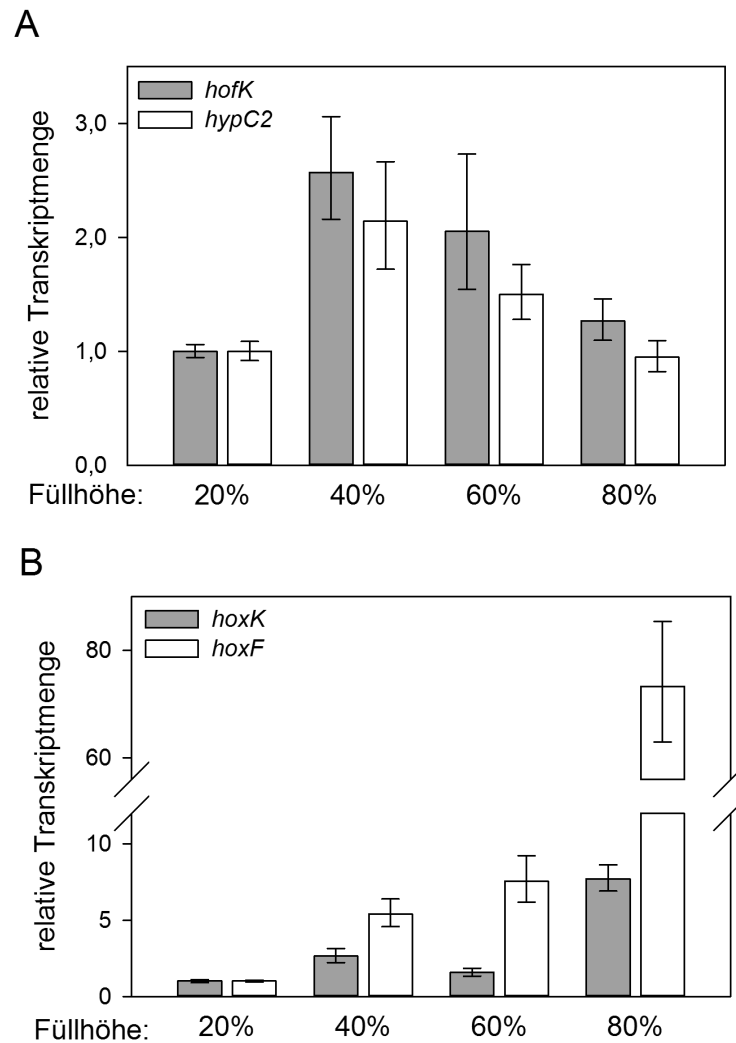 A
hofK
hypC2
3,0
2,0
1,0
0,0
relative Transkriptmenge
Füllhöhe: 20% 40% 60% 80%
B
hoxK
hoxF
80
60
10
5
0
relative Transkriptmenge
Füllhöhe: 20% 40% 60% 80%